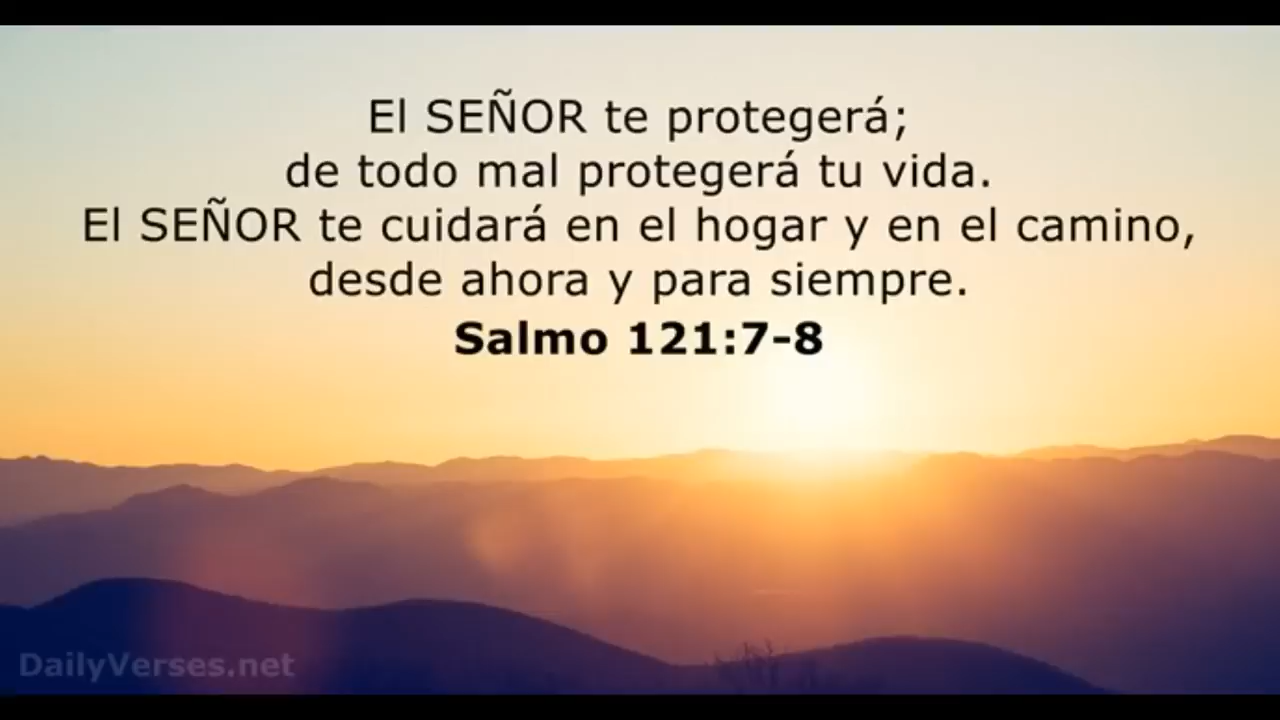 El SEÑOR te protegerá;
de todo mal protegerá tu vida.
El SEÑOR te cuidará en el hogar y en el camino,
desde ahora y para siempre.
Salmo 121:7-8
DailyVerses.net